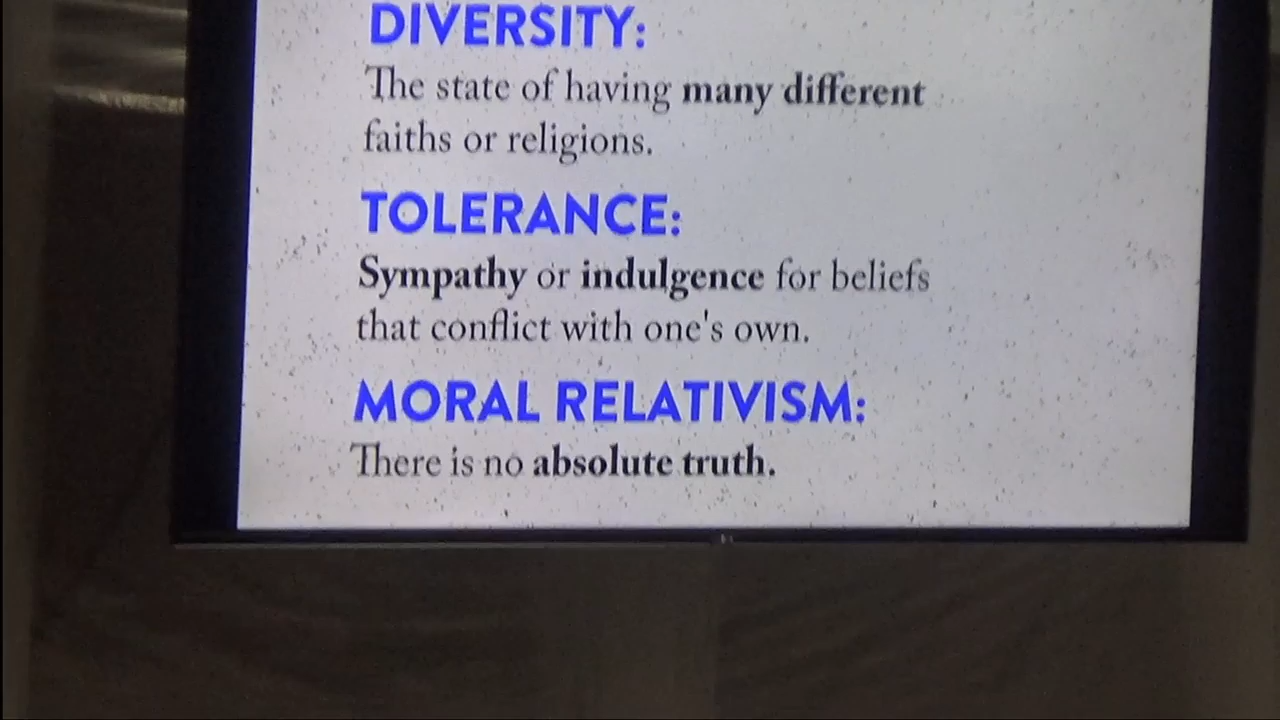 DIVERSITY:
The state of having many different
faiths or religions.
TOLERANCE:
Sympathy or indulgence for beliefs
that conflict with one's own.
MORAL RELATIVISM:
There is no absolute truth.